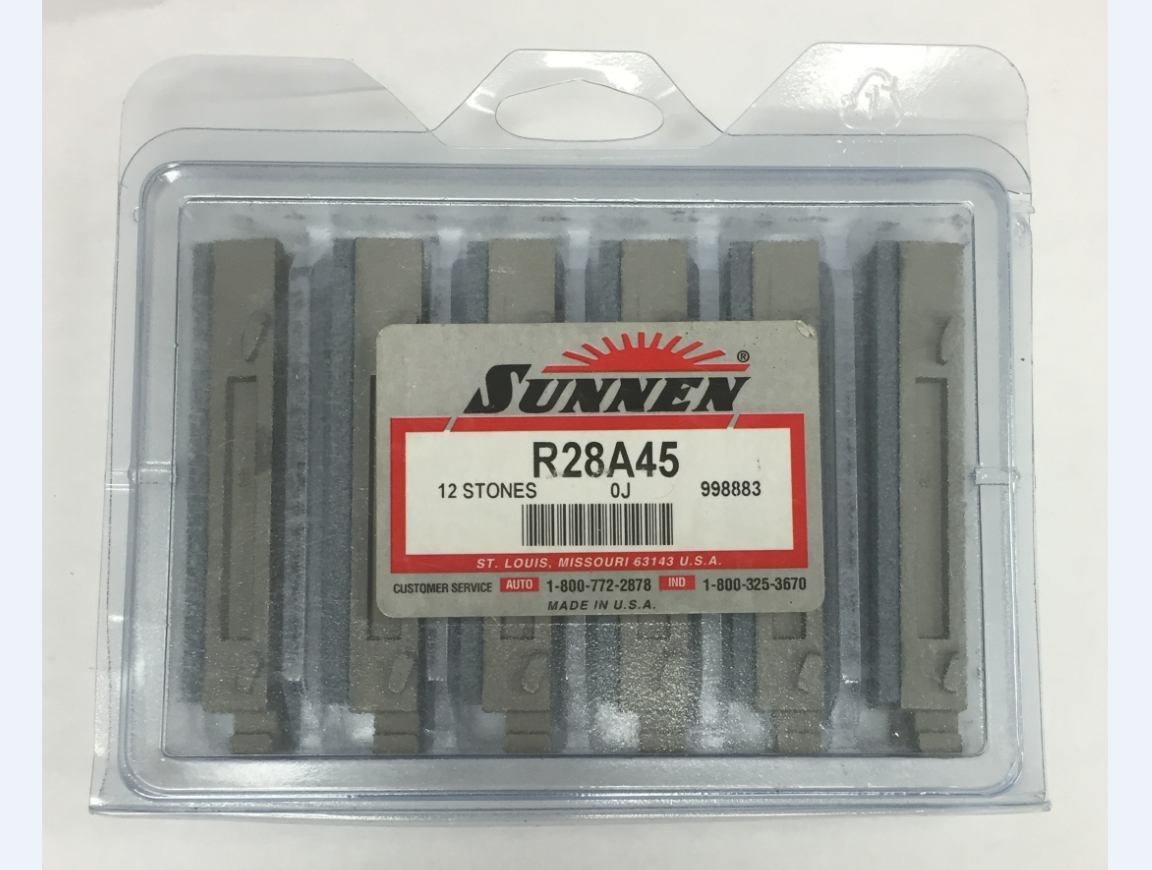 SUNNEN®
R28A45
12 STONES 0J 998883
ST. LOUIS, MISSOURI 63143 U.S.A.
CUSTOMER SERVICE AUTO 1-800-772-2878 IND 1-800-325-3670
MADE IN U.S.A.